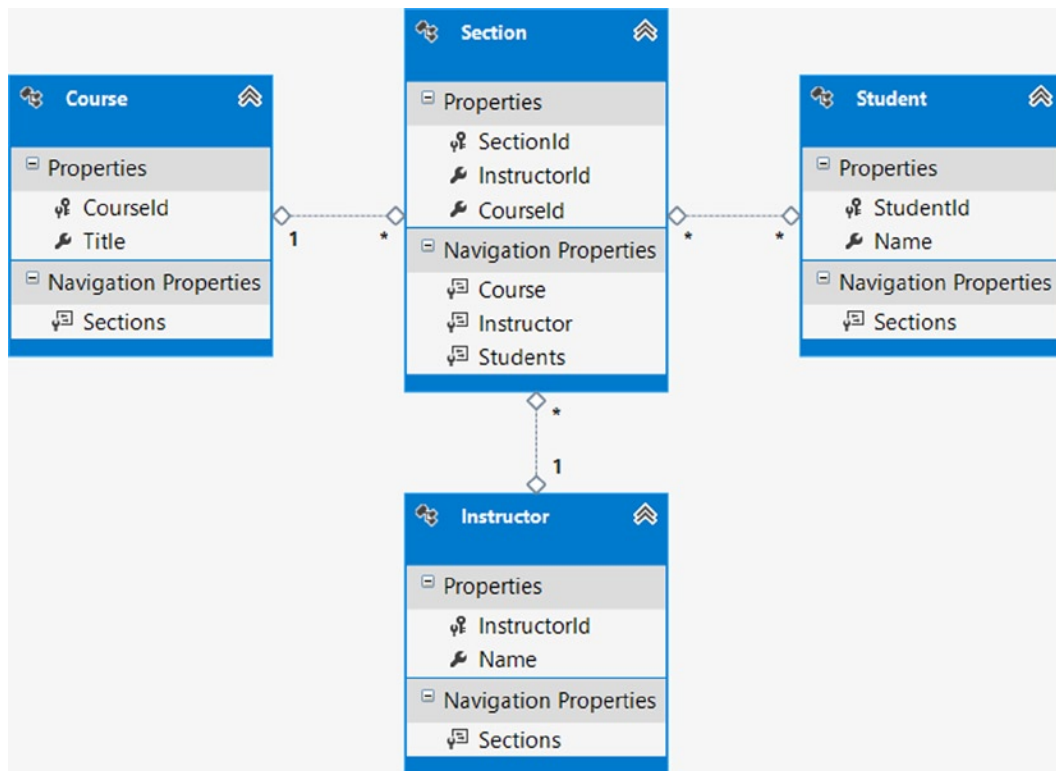 Course
Properties
CourseId
Title
Navigation Properties
Sections
1
*
Section
Properties
SectionId
InstructorId
CourseId
Navigation Properties
Course
Instructor
Students
*
*
Student
Properties
StudentId
Name
Navigation Properties
Sections
*
1
Instructor
Properties
InstructorId
Name
Navigation Properties
Sections